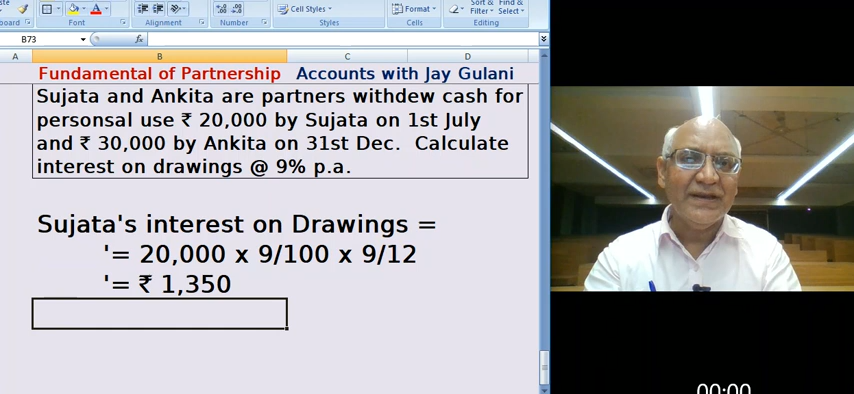 Sort & Find &
Cell Styles Format Filter Select
board Font Alignment Number Styles Cells Editing
B73 fx
A B C D
Fundamental of Partnership Accounts with Jay Gulani
Sujata and Ankita are partners withdew cash for
personsal use ₹ 20,000 by Sujata on 1st July
and ₹ 30,000 by Ankita on 31st Dec. Calculate
interest on drawings @ 9% p.a.
Sujata's interest on Drawings =
'= 20,000 x 9/100 x 9/12
'= ₹ 1,350
00:00